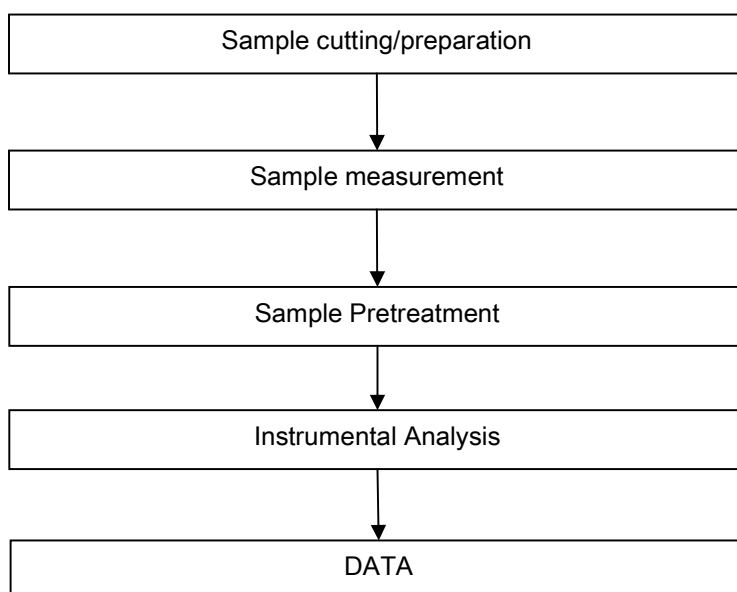 Sample cutting/preparation
Sample measurement
Sample Pretreatment
Instrumental Analysis
DATA